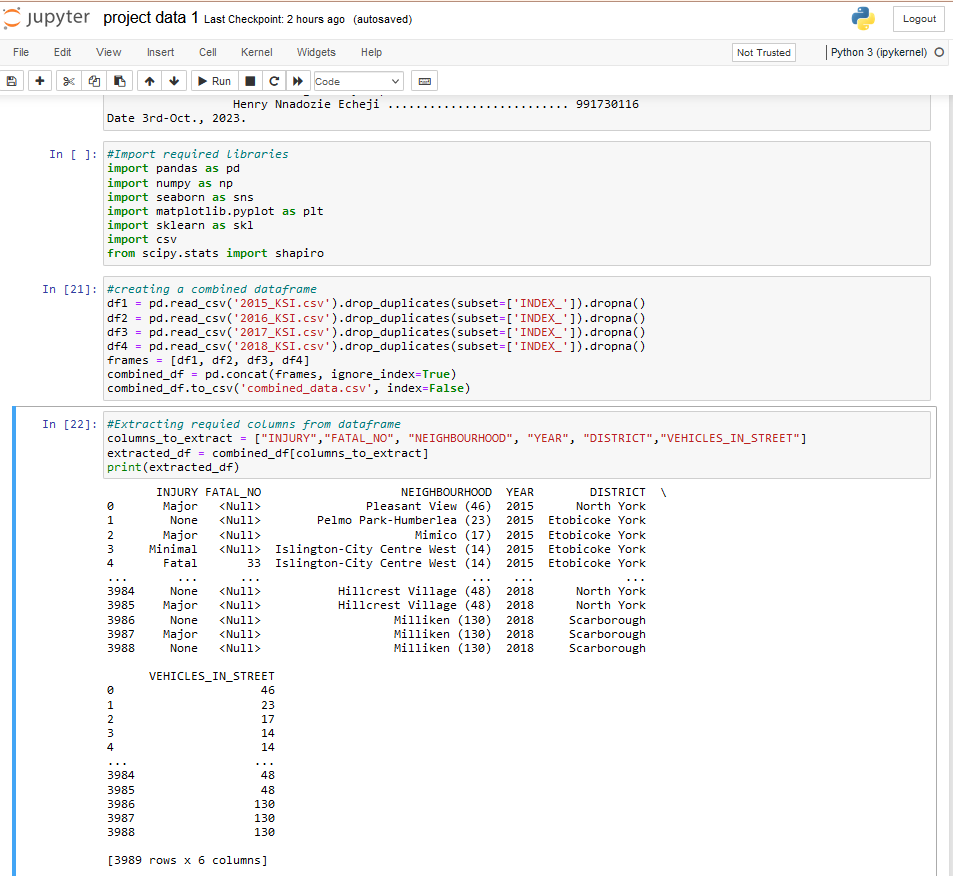 jupyter project data 1 Last Checkpoint: 2 hours ago (autosaved)
Logout
File Edit View Insert Cell Kernel Widgets Help
Not Trusted
Python 3 (ipykernel)
Run
Code
Henry Nnadozie Echeji .......................... 991730116
Date 3rd-Oct., 2023.
In [ ]: #Import required libraries
import pandas as pd
import numpy as np
import seaborn as sns
import matplotlib.pyplot as plt
import sklearn as skl
import csv
from scipy.stats import shapiro
In [21]: #creating a combined dataframe
df1 = pd.read_csv('2015_KSI.csv').drop_duplicates(subset=['INDEX_']).dropna()
df2 = pd.read_csv('2016_KSI.csv').drop_duplicates(subset=['INDEX_']).dropna()
df3 = pd.read_csv('2017_KSI.csv').drop_duplicates(subset=['INDEX_']).dropna()
df4 = pd.read_csv('2018_KSI.csv').drop_duplicates(subset=['INDEX_']).dropna()
frames = [df1, df2, df3, df4]
combined_df = pd.concat(frames, ignore_index=True)
combined_df.to_csv('combined_data.csv', index=False)
In [22]: #Extracting requied columns from dataframe
columns_to_extract = ["INJURY","FATAL_NO", "NEIGHBOURHOOD", "YEAR", "DISTRICT","VEHICLES_IN_STREET"]
extracted_df = combined_df[columns_to_extract]
print(extracted_df)
INJURY FATAL_NO NEIGHBOURHOOD YEAR DISTRICT \
0 Major <Null> Pleasant View (46) 2015 North York
1 None <Null> Pelmo Park-Humberlea (23) 2015 Etobicoke York
2 Major <Null> Mimico (17) 2015 Etobicoke York
3 Minimal <Null> Islington-City Centre West (14) 2015 Etobicoke York
4 Fatal 33 Islington-City Centre West (14) 2015 Etobicoke York
... ... ... ... ... ...
3984 None <Null> Hillcrest Village (48) 2018 North York
3985 Major <Null> Hillcrest Village (48) 2018 North York
3986 None <Null> Milliken (130) 2018 Scarborough
3987 Major <Null> Milliken (130) 2018 Scarborough
3988 None <Null> Milliken (130) 2018 Scarborough
VEHICLES_IN_STREET
0 46
1 23
2 17
3 14
4 14
... ...
3984 48
3985 48
3986 130
3987 130
3988 130
[3989 rows x 6 columns]